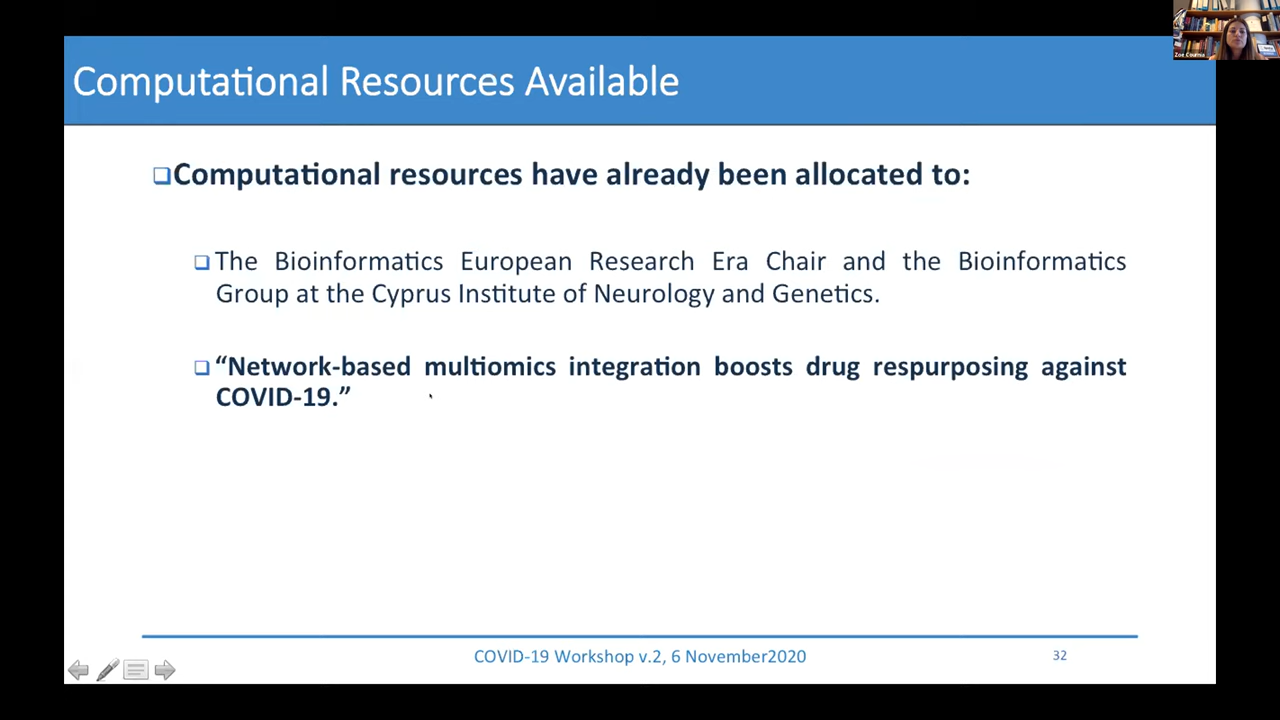 Computational Resources Available
Computational resources have already been allocated to:
The Bioinformatics European Research Era Chair and the Bioinformatics
Group at the Cyprus Institute of Neurology and Genetics.
“Network-based multiomics integration boosts drug respurposing against
COVID-19.”
COVID-19 Workshop v.2, 6 November2020
32
Zoe Cournia